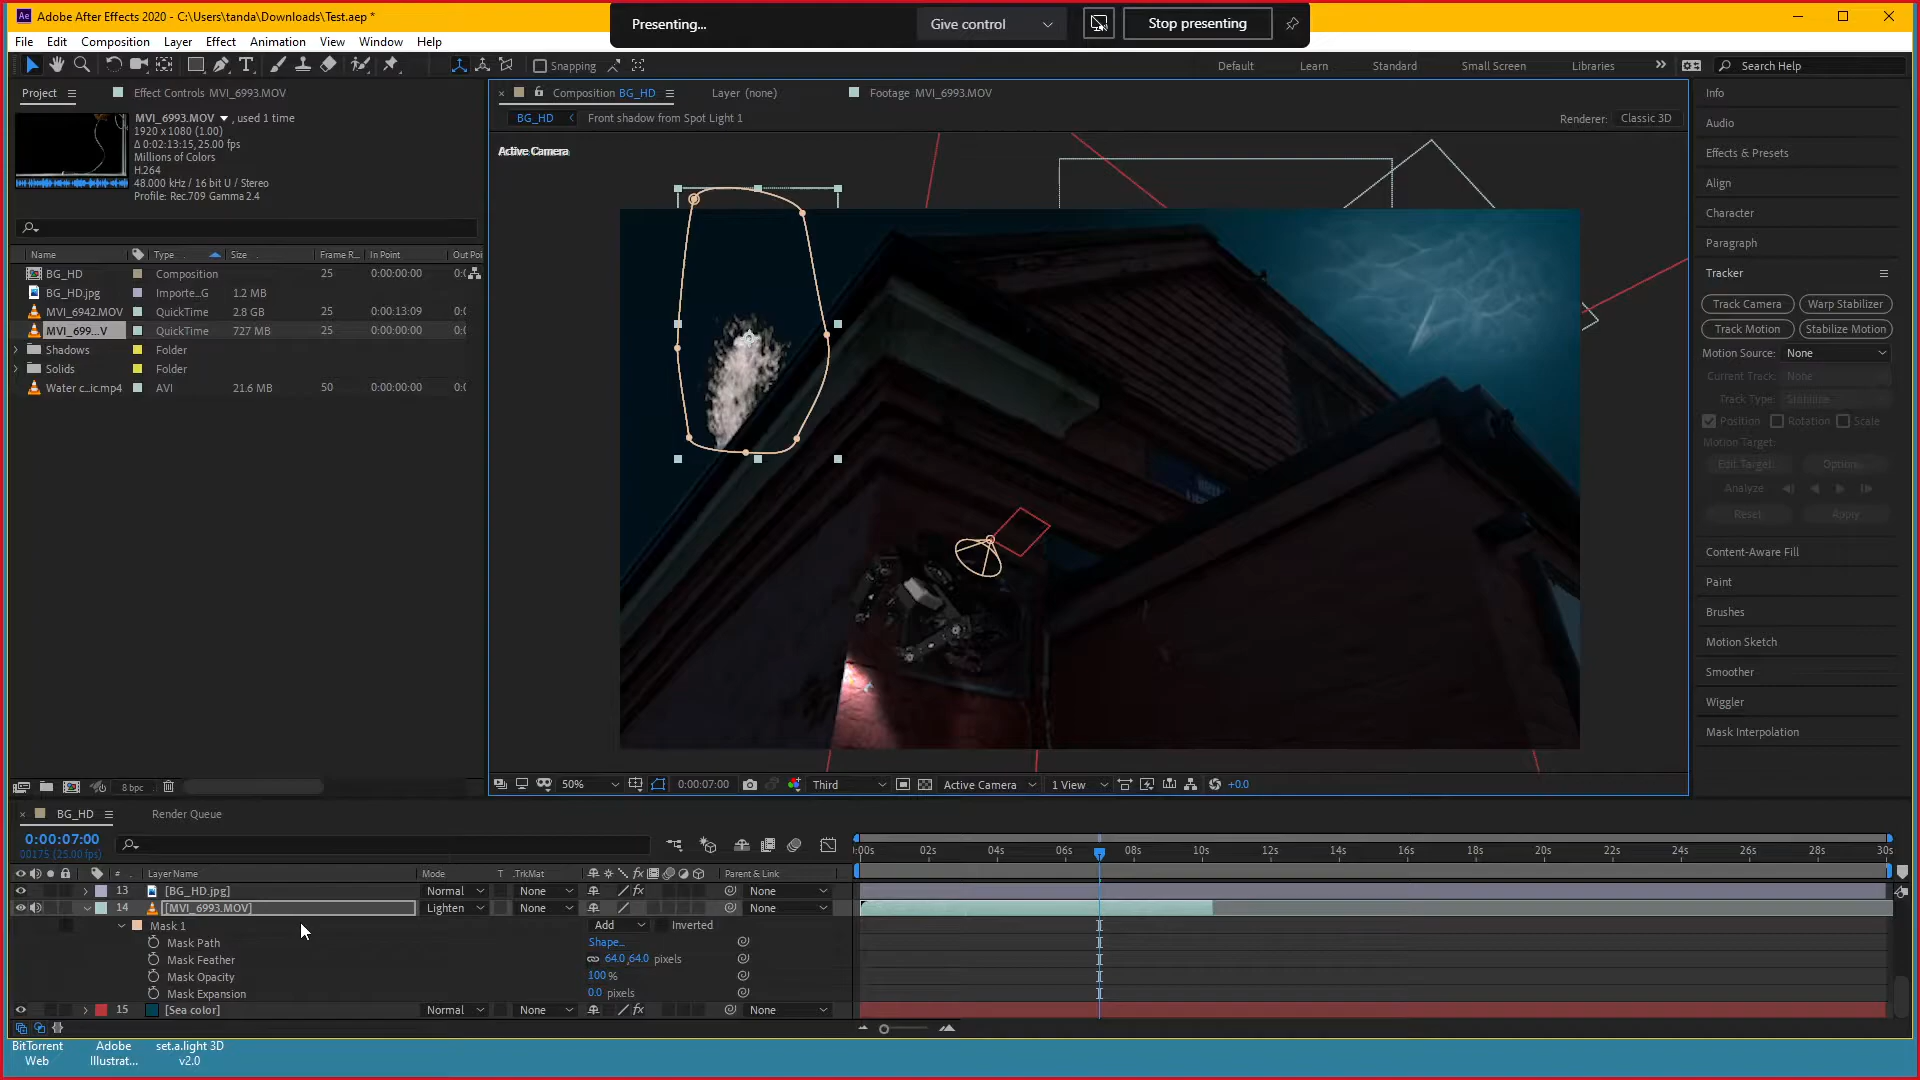 Adobe After Effects 2020 - C:\Users\tanda\Downloads\Test.aep *
Presenting...
Give control
Stop presenting
File Edit Composition Layer Effect Animation View Window Help
Snapping
Default Learn Standard Small Screen Libraries
Search Help
Project
Effect Controls MVI_6993.MOV
MVI_6993.MOV , used 1 time
1920 x 1080 (1.00)
Δ 0:02:13:15, 25.00 fps
Millions of Colors
H.264
48.000 kHz / 16 bit U / Stereo
Profile: Rec.709 Gamma 2.4
Name Type Size Frame R... In Point Out Poi
BG_HD Composition 25 0:00:00:00 0:(
BG_HD.jpg Importe...G 1.2 MB
MVI_6942.MOV QuickTime 2.8 GB 25 0:00:13:09 0:(
MVI_699...V QuickTime 727 MB 25 0:00:00:00 0:(
Shadows Folder
Solids Folder
Water c...ic.mp4 AVI 21.6 MB 50 0:00:00:00 0:(
8 bpc
Composition BG_HD
Layer (none)
Footage MVI_6993.MOV
BG_HD Front shadow from Spot Light 1
Renderer: Classic 3D
Active Camera
50% 0:00:07:00 Third Active Camera 1 View +0.0
Info
Audio
Effects & Presets
Align
Character
Paragraph
Tracker
Track Camera Warp Stabilizer
Track Motion Stabilize Motion
Motion Source: None
Current Track: None
Track Type: Stabilize
Position Rotation Scale
Motion Target:
Edit Target... Option...
Analyze:
Reset Apply
Content-Aware Fill
Paint
Brushes
Motion Sketch
Smoother
Wiggler
Mask Interpolation
BG_HD
Render Queue
0:00:07:00
00175 (25.00 fps)
# Layer Name Mode T .TrkMat Parent & Link
:00s 02s 04s 06s 08s 10s 12s 14s 16s 18s 20s 22s 24s 26s 28s 30s
13 [BG_HD.jpg] Normal None None
14 [MVI_6993.MOV] Lighten None None
Mask 1 Add Inverted
Mask Path Shape...
Mask Feather 64.0,64.0 pixels
Mask Opacity 100 %
Mask Expansion 0.0 pixels
15 [Sea color] Normal None None
BitTorrent
Web
Adobe
Illustrat...
set.a.light 3D
v2.0